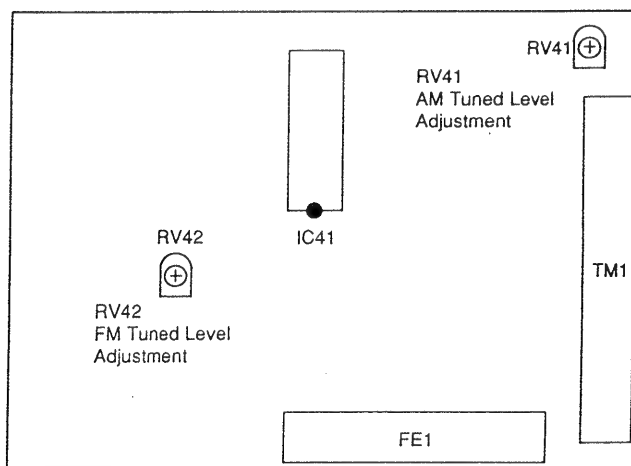 RV41
RV41
AM Tuned Level
Adjustment
RV42
IC41
TM1
RV42
FM Tuned Level
Adjustment
FE1